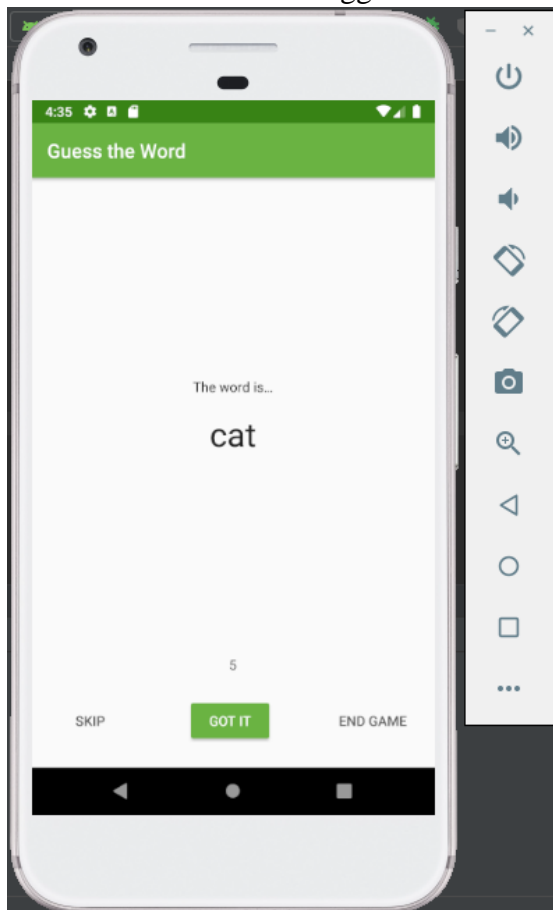 4:35
Guess the Word
The word is...
cat
5
SKIP GOT IT END GAME